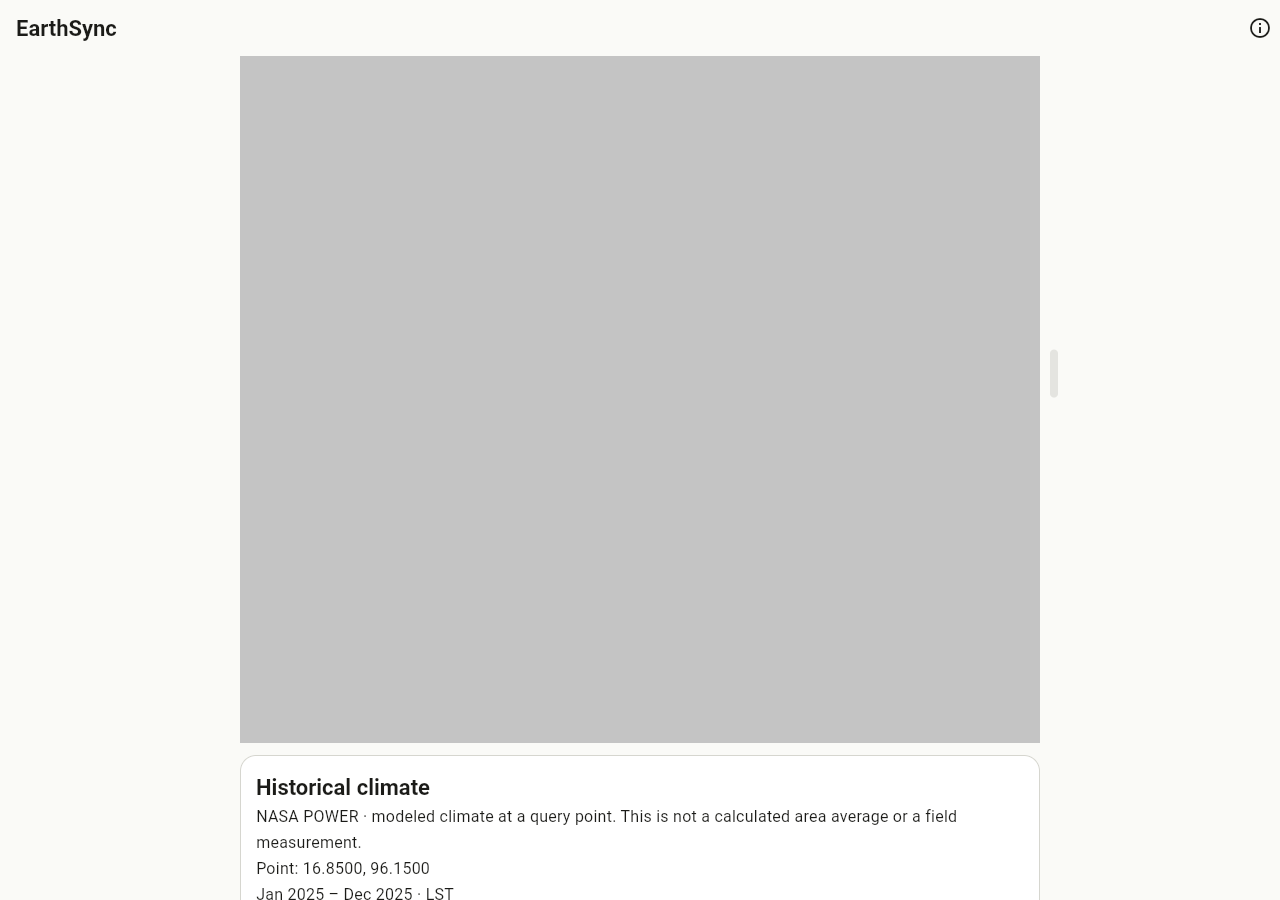 EarthSync
Historical climate
NASA POWER · modeled climate at a query point. This is not a calculated area average or a field
measurement.
Point: 16.8500, 96.1500
Jan 2025 – Dec 2025 · LST